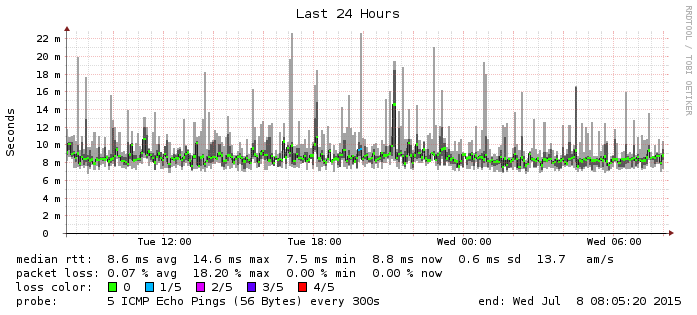 Last 24 Hours
RRDTOOL / TOBI OETIKER
Seconds
22 m
20 m
18 m
16 m
14 m
12 m
10 m
8 m
6 m
4 m
2 m
0
Tue 12:00 Tue 18:00 Wed 00:00 Wed 06:00
median rtt: 8.6 ms avg 14.6 ms max 7.5 ms min 8.8 ms now 0.6 ms sd 13.7 am/s
packet loss: 0.07 % avg 18.20 % max 0.00 % min 0.00 % now
loss color: 0 1/5 2/5 3/5 4/5
probe: 5 ICMP Echo Pings (56 Bytes) every 300s end: Wed Jul 8 08:05:20 2015